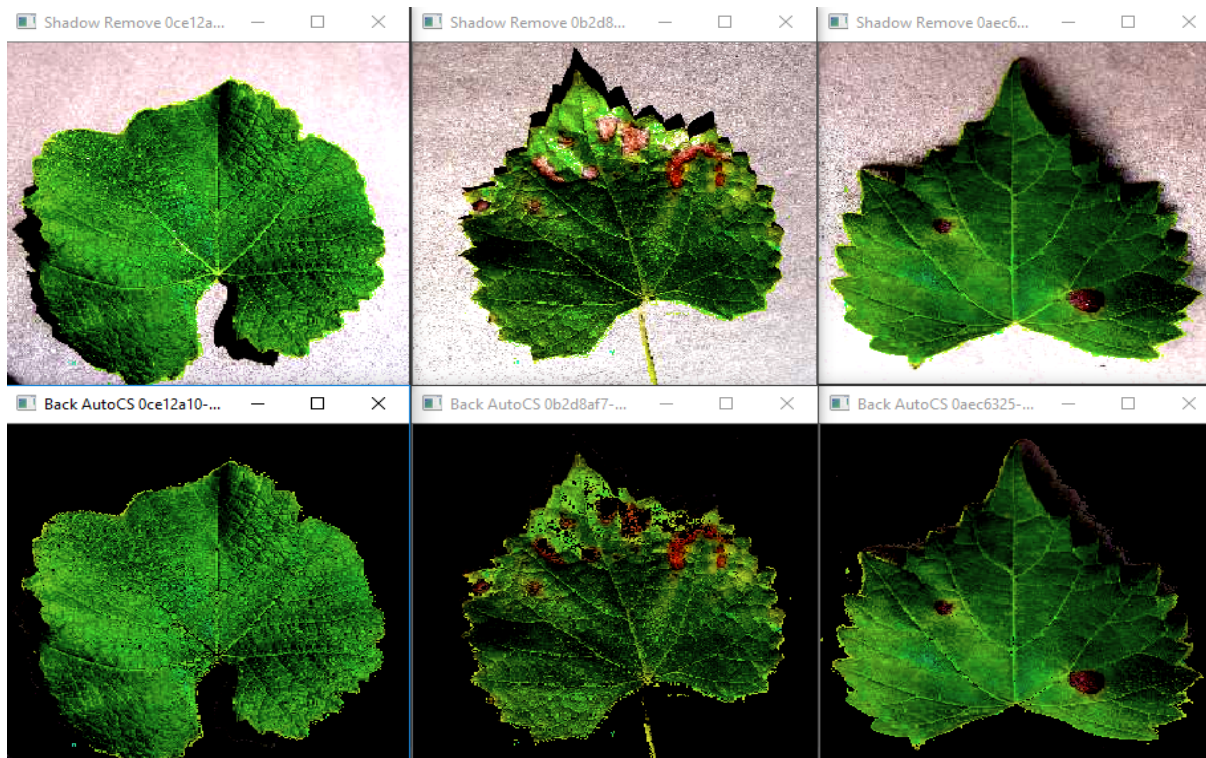 Shadow Remove 0ce12a...
Shadow Remove 0b2d8...
Shadow Remove 0aec6...
Back AutoCS 0ce12a10-...
Back AutoCS 0b2d8af7-...
Back AutoCS 0aec6325-...